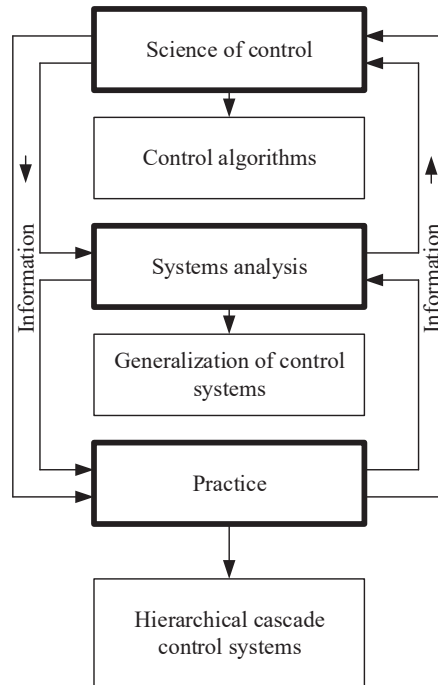 Science of control
Control algorithms
Information
Information
Systems analysis
Generalization of control
systems
Practice
Hierarchical cascade
control systems